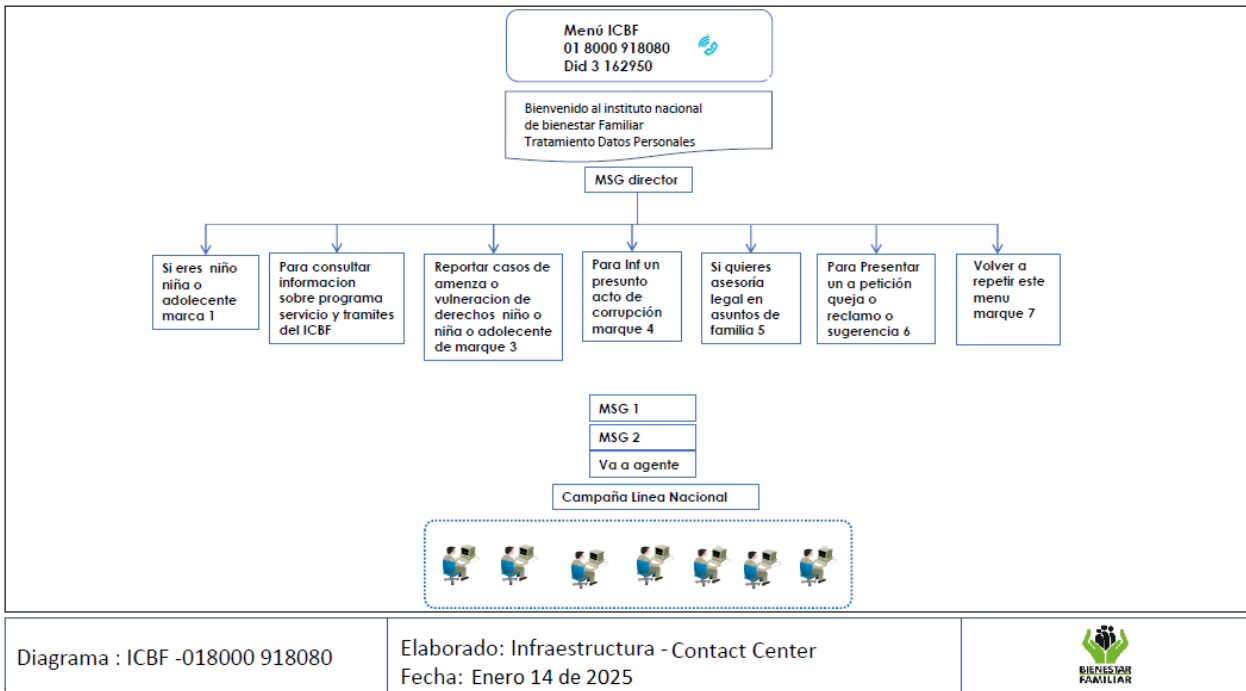 Menú ICBF
01 8000 918080
Did 3 162950
Bienvenido al instituto nacional
de bienestar Familiar
Tratamiento Datos Personales
MSG director
Si eres niño
niña o
adolecente
marca 1
Para consultar
informacion
sobre programa
servicio y tramites
del ICBF
Reportar casos de
amenza o
vulneracion de
derechos niño o
niña o adolecente
de marque 3
Para Inf un
presunto
acto de
corrupción
marque 4
Si quieres
asesoría
legal en
asuntos de
familia 5
Para Presentar
un a petición
queja o
reclamo o
sugerencia 6
Volver a
repetir este
menu
marque 7
MSG 1
MSG 2
Va a agente
Campaña Linea Nacional
Diagrama : ICBF -018000 918080
Elaborado: Infraestructura - Contact Center
Fecha: Enero 14 de 2025
BIENESTAR
FAMILIAR